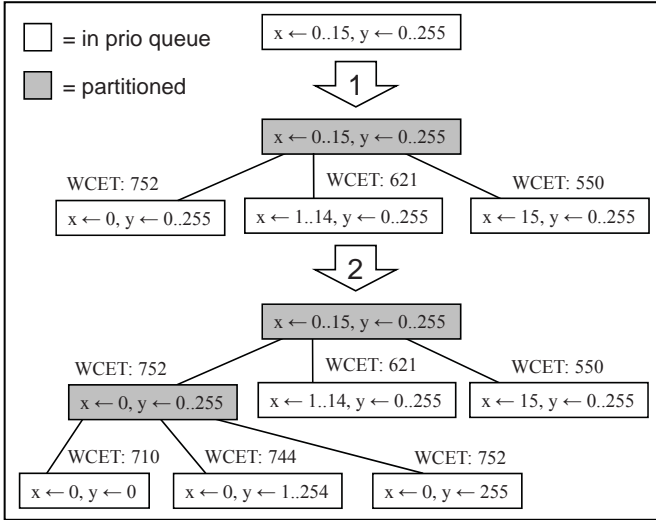 = in prio queue
x ← 0..15, y ← 0..255
= partitioned
1
x ← 0..15, y ← 0..255
WCET: 752 WCET: 621 WCET: 550
x ← 0, y ← 0..255 x ← 1..14, y ← 0..255 x ← 15, y ← 0..255
2
x ← 0..15, y ← 0..255
WCET: 752 WCET: 621 WCET: 550
x ← 0, y ← 0..255 x ← 1..14, y ← 0..255 x ← 15, y ← 0..255
WCET: 710 WCET: 744 WCET: 752
x ← 0, y ← 0 x ← 0, y ← 1..254 x ← 0, y ← 255